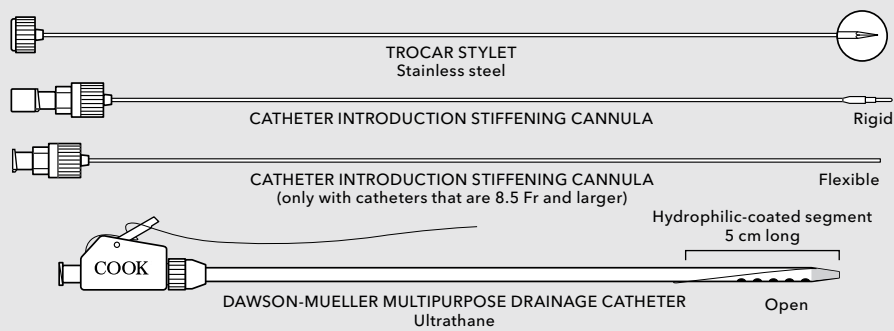 TROCAR STYLET
Stainless steel
CATHETER INTRODUCTION STIFFENING CANNULA
Rigid
CATHETER INTRODUCTION STIFFENING CANNULA
(only with catheters that are 8.5 Fr and larger)
Flexible
Hydrophilic-coated segment
5 cm long
COOK
DAWSON-MUELLER MULTIPURPOSE DRAINAGE CATHETER
Ultrathane
Open